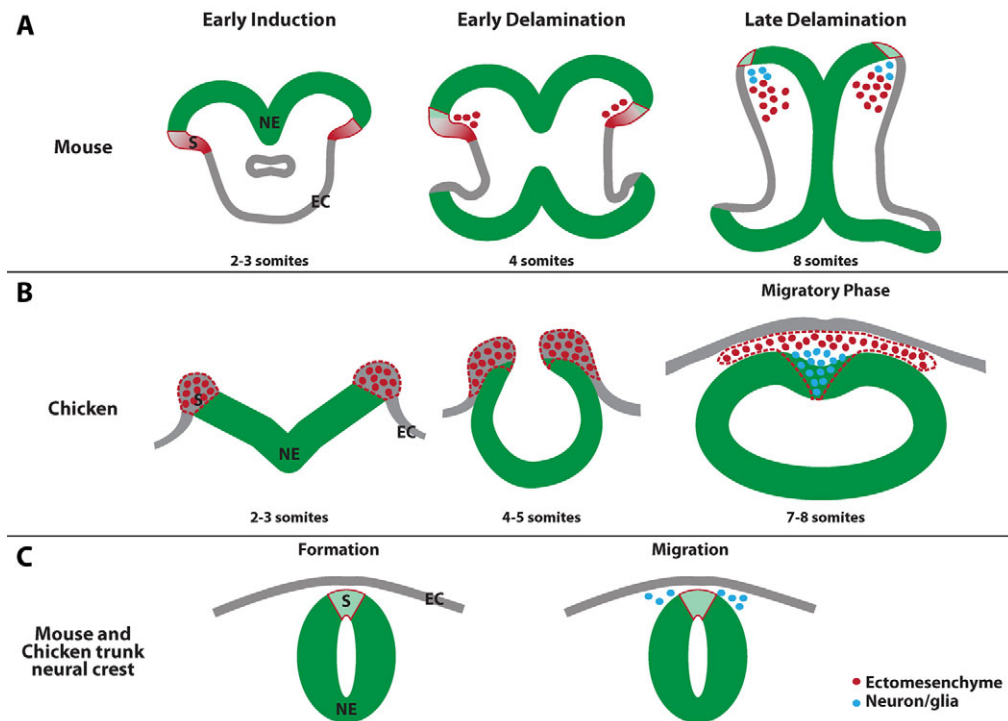 A
Early Induction
Early Delamination
Late Delamination
Mouse
NE
S
EC
2-3 somites
4 somites
8 somites
B
Migratory Phase
Chicken
S
NE
EC
2-3 somites
4-5 somites
7-8 somites
C
Formation
Migration
Mouse and
Chicken trunk
neural crest
S
EC
NE
Ectomesenchyme
Neuron/glia